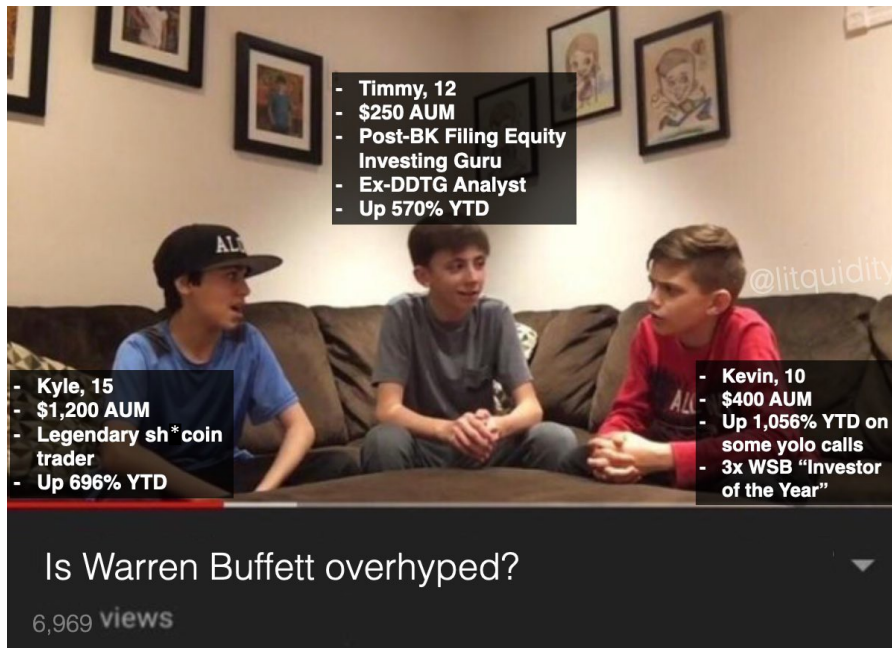 - Timmy, 12
- $250 AUM
- Post-BK Filing Equity
Investing Guru
- Ex-DDTG Analyst
- Up 570% YTD
@litquidity
- Kyle, 15
- $1,200 AUM
- Legendary sh*coin
trader
- Up 696% YTD
- Kevin, 10
- $400 AUM
- Up 1,056% YTD on
some yolo calls
- 3x WSB “Investor
of the Year”
Is Warren Buffett overhyped?
6,969 views